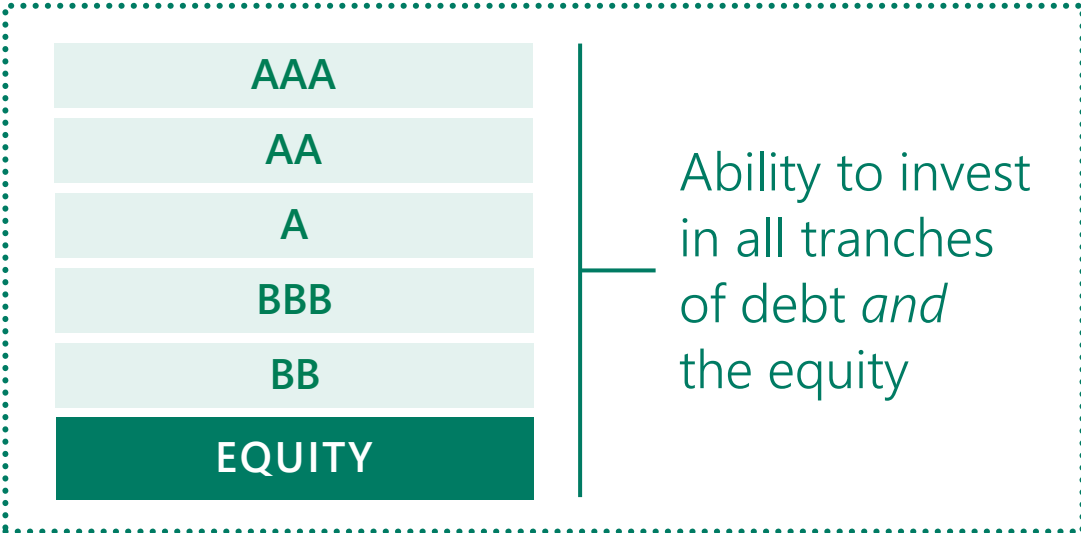 AAA
AA
A
BBB
BB
EQUITY
Ability to invest
in all tranches
of debt and
the equity